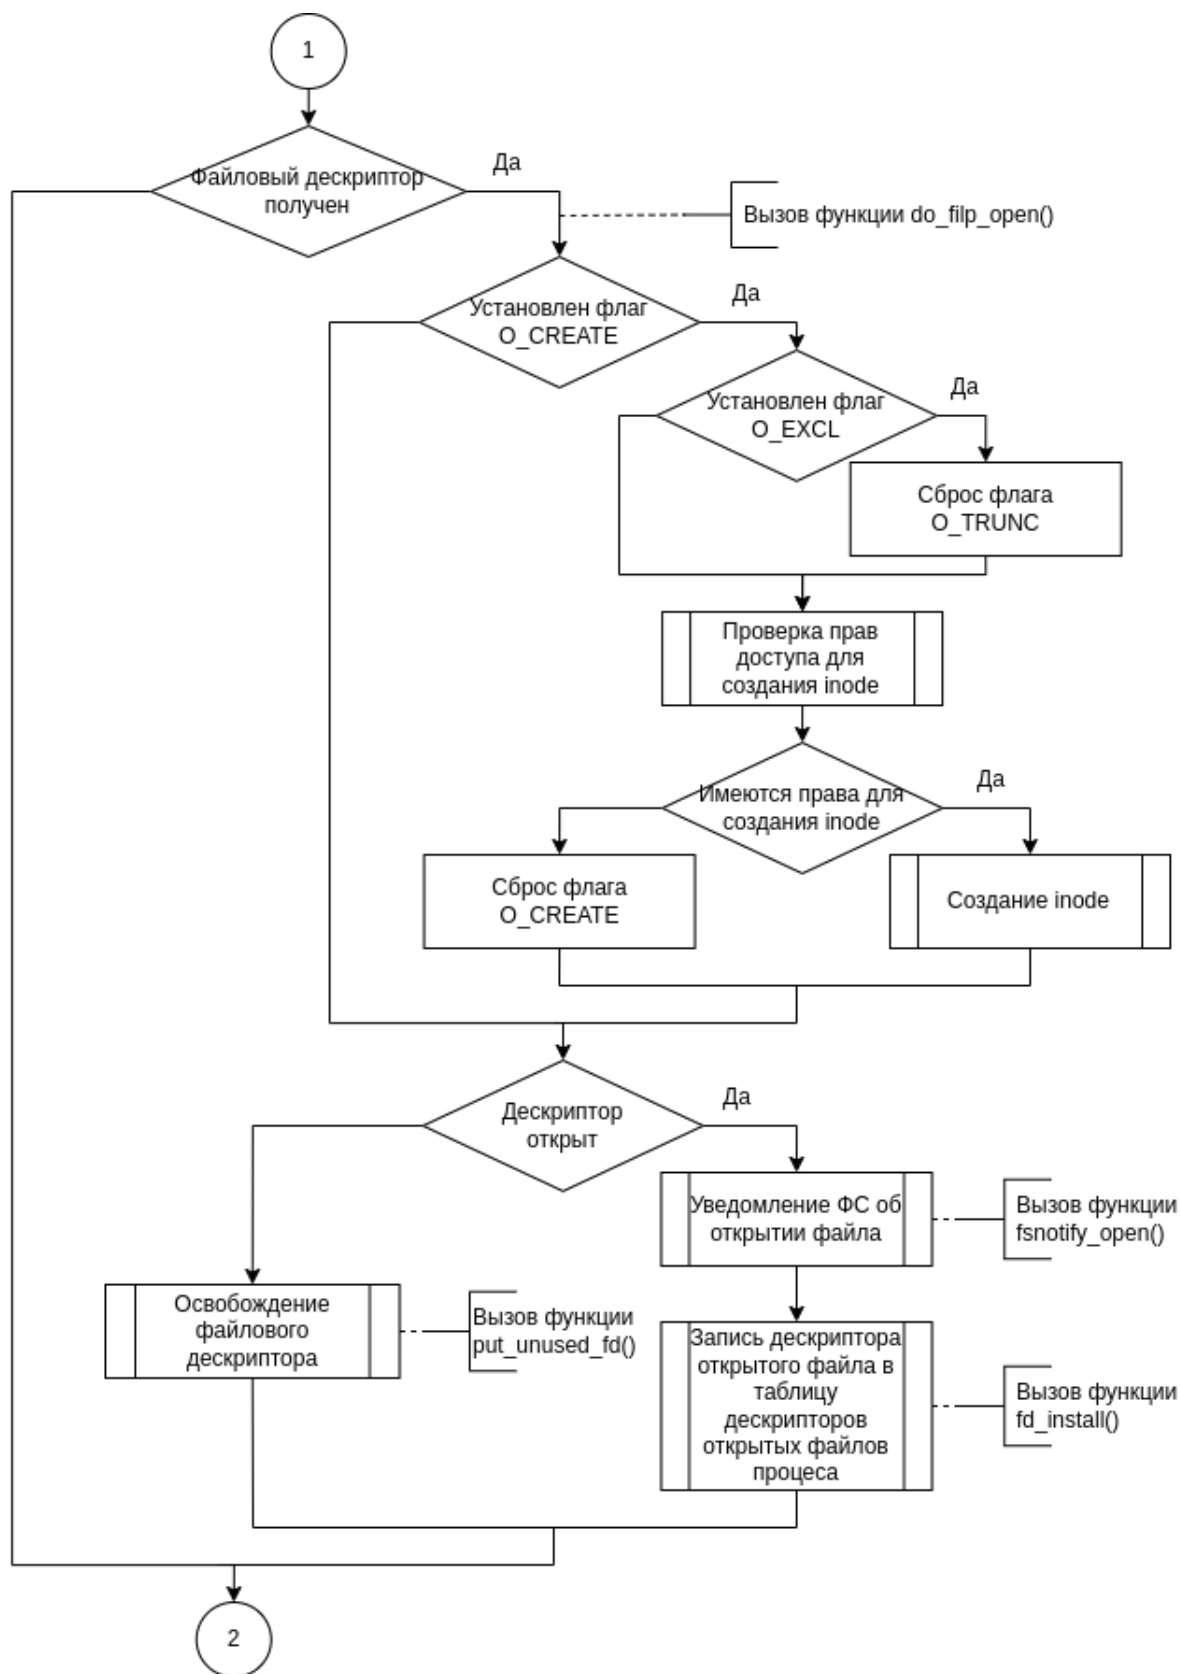 1
Файловый дескриптор
получен
Да
Вызов функции do_filp_open()
Установлен флаг
O_CREATE
Да
Установлен флаг
O_EXCL
Да
Сброс флага
O_TRUNC
Проверка прав
доступа для
создания inode
Имеются права для
создания inode
Да
Сброс флага
O_CREATE
Создание inode
Дескриптор
открыт
Да
Уведомление ФС об
открытии файла
Вызов функции
fsnotify_open()
Освобождение
файлового
дескриптора
Вызов функции
put_unused_fd()
Запись дескриптора
открытого файла в
таблицу
дескрипторов
открытых файлов
процеса
Вызов функции
fd_install()
2